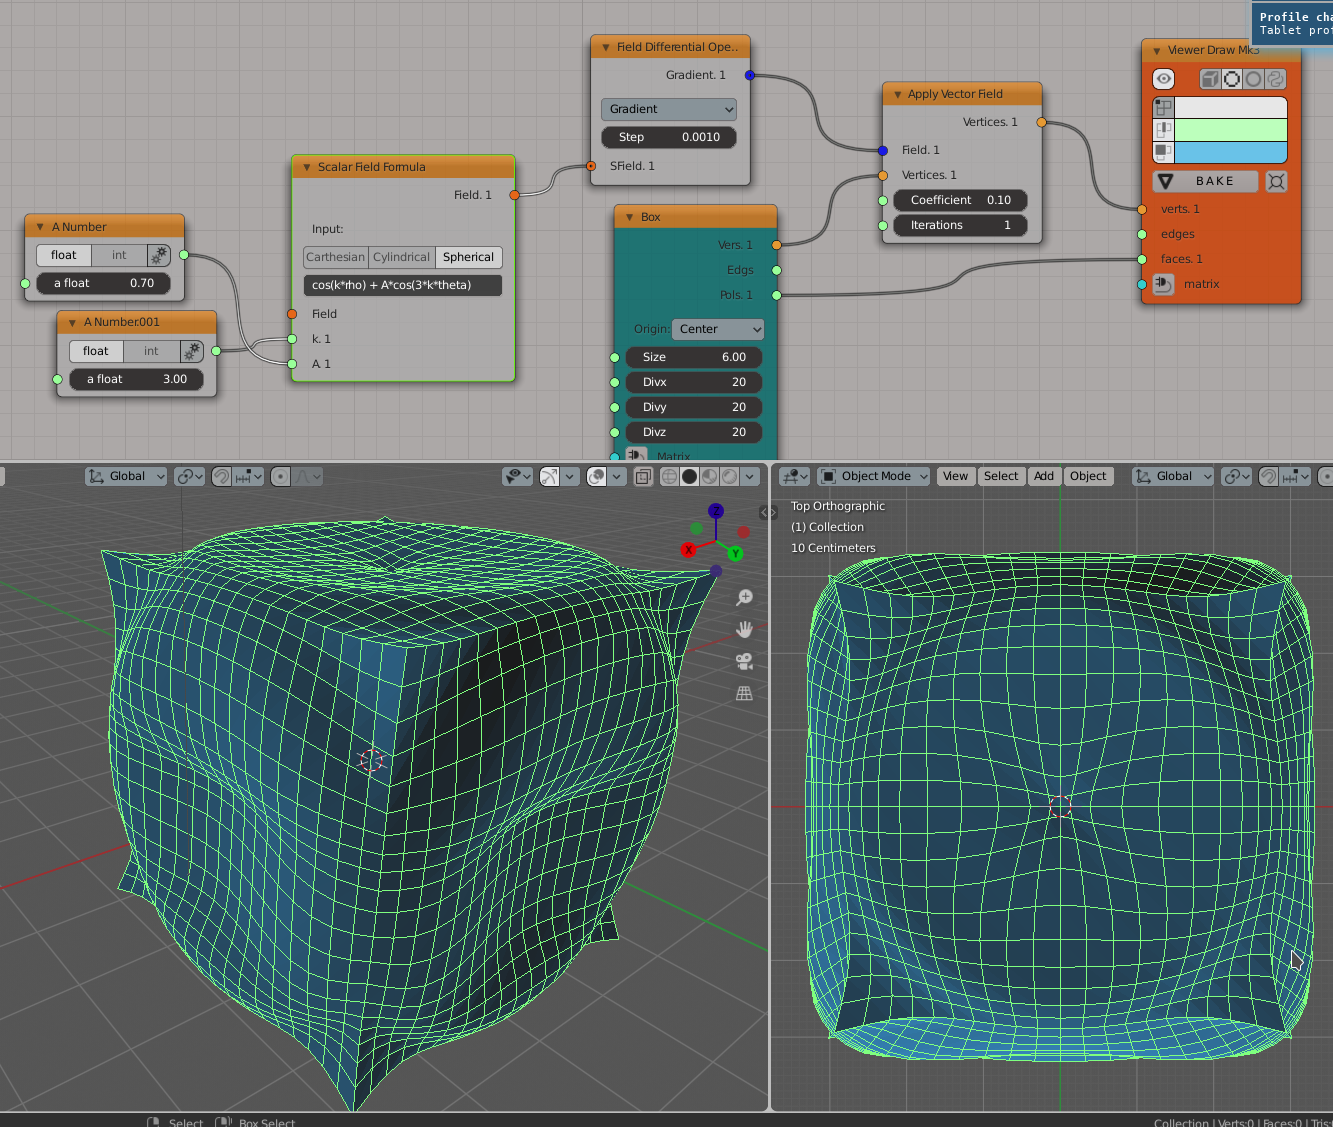 Profile cha
Tablet prof
Field Differential Ope..
Gradient. 1
Gradient
Step 0.0010
SField. 1
Viewer Draw Mk3
BAKE
verts. 1
edges
faces. 1
matrix
Apply Vector Field
Vertices. 1
Field. 1
Vertices. 1
Coefficient 0.10
Iterations 1
Scalar Field Formula
Field. 1
Input:
Carthesian Cylindrical Spherical
cos(k*rho) + A*cos(3*k*theta)
Field
k. 1
A. 1
A Number
float int
a float 0.70
A Number.001
float int
a float 3.00
Box
Vers. 1
Edgs
Pols. 1
Origin: Center
Size 6.00
Divx 20
Divy 20
Divz 20
Matrix
Global
Object Mode View Select Add Object Global
Top Orthographic
(1) Collection
10 Centimeters
Z
X
Y
Select Box Select
Collection | Verts:0 | Faces:0 | Tris: